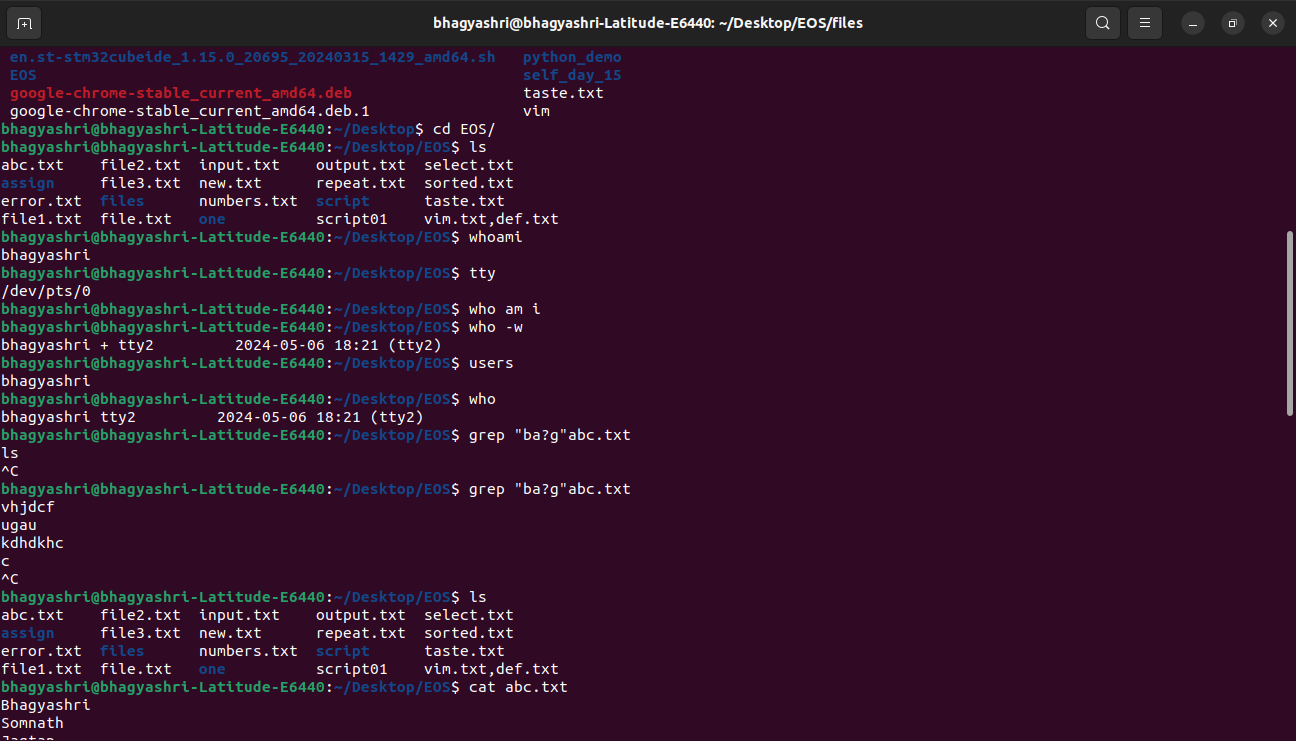 bhagyashri@bhagyashri-Latitude-E6440: ~/Desktop/EOS/files
en.st-stm32cubeide_1.15.0_20695_20240315_1429_amd64.sh   python_demo
EOS   self_day_15
google-chrome-stable_current_amd64.deb   taste.txt
google-chrome-stable_current_amd64.deb.1   vim
bhagyashri@bhagyashri-Latitude-E6440:~/Desktop$ cd EOS/
bhagyashri@bhagyashri-Latitude-E6440:~/Desktop/EOS$ ls
abc.txt    file2.txt  input.txt    output.txt  select.txt
assign     file3.txt  new.txt      repeat.txt  sorted.txt
error.txt  files      numbers.txt  script      taste.txt
file1.txt  file.txt   one          script01    vim.txt,def.txt
bhagyashri@bhagyashri-Latitude-E6440:~/Desktop/EOS$ whoami
bhagyashri
bhagyashri@bhagyashri-Latitude-E6440:~/Desktop/EOS$ tty
/dev/pts/0
bhagyashri@bhagyashri-Latitude-E6440:~/Desktop/EOS$ who am i
bhagyashri@bhagyashri-Latitude-E6440:~/Desktop/EOS$ who -w
bhagyashri + tty2         2024-05-06 18:21 (tty2)
bhagyashri@bhagyashri-Latitude-E6440:~/Desktop/EOS$ users
bhagyashri
bhagyashri@bhagyashri-Latitude-E6440:~/Desktop/EOS$ who
bhagyashri tty2         2024-05-06 18:21 (tty2)
bhagyashri@bhagyashri-Latitude-E6440:~/Desktop/EOS$ grep "ba?g"abc.txt
ls
^C
bhagyashri@bhagyashri-Latitude-E6440:~/Desktop/EOS$ grep "ba?g"abc.txt
vhjdcf
ugau
kdhdkhc
c
^C
bhagyashri@bhagyashri-Latitude-E6440:~/Desktop/EOS$ ls
abc.txt    file2.txt  input.txt    output.txt  select.txt
assign     file3.txt  new.txt      repeat.txt  sorted.txt
error.txt  files      numbers.txt  script      taste.txt
file1.txt  file.txt   one          script01    vim.txt,def.txt
bhagyashri@bhagyashri-Latitude-E6440:~/Desktop/EOS$ cat abc.txt
Bhagyashri
Somnath